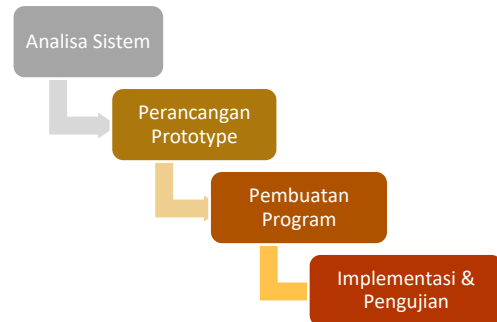 Analisa Sistem
Perancangan
Prototype
Pembuatan
Program
Implementasi &
Pengujian